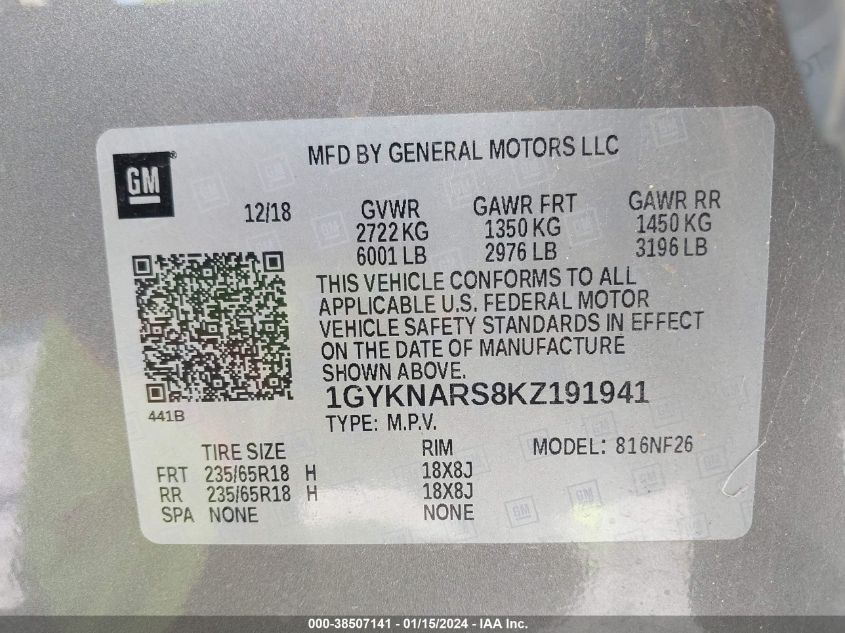 MFD BY GENERAL MOTORS LLC
GM
12/18
GVWR
2722 KG
6001 LB
GAWR FRT
1350 KG
2976 LB
GAWR RR
1450 KG
3196 LB
THIS VEHICLE CONFORMS TO ALL
APPLICABLE U.S. FEDERAL MOTOR
VEHICLE SAFETY STANDARDS IN EFFECT
ON THE DATE OF MANUFACTURE
SHOWN ABOVE.
1GYKNARS8KZ191941
441B
TYPE: M.P.V.
TIRE SIZE RIM MODEL: 816NF26
FRT 235/65R18 H 18X8J
RR 235/65R18 H 18X8J
SPA NONE NONE
000-38507141 - 01/15/2024 - IAA Inc.